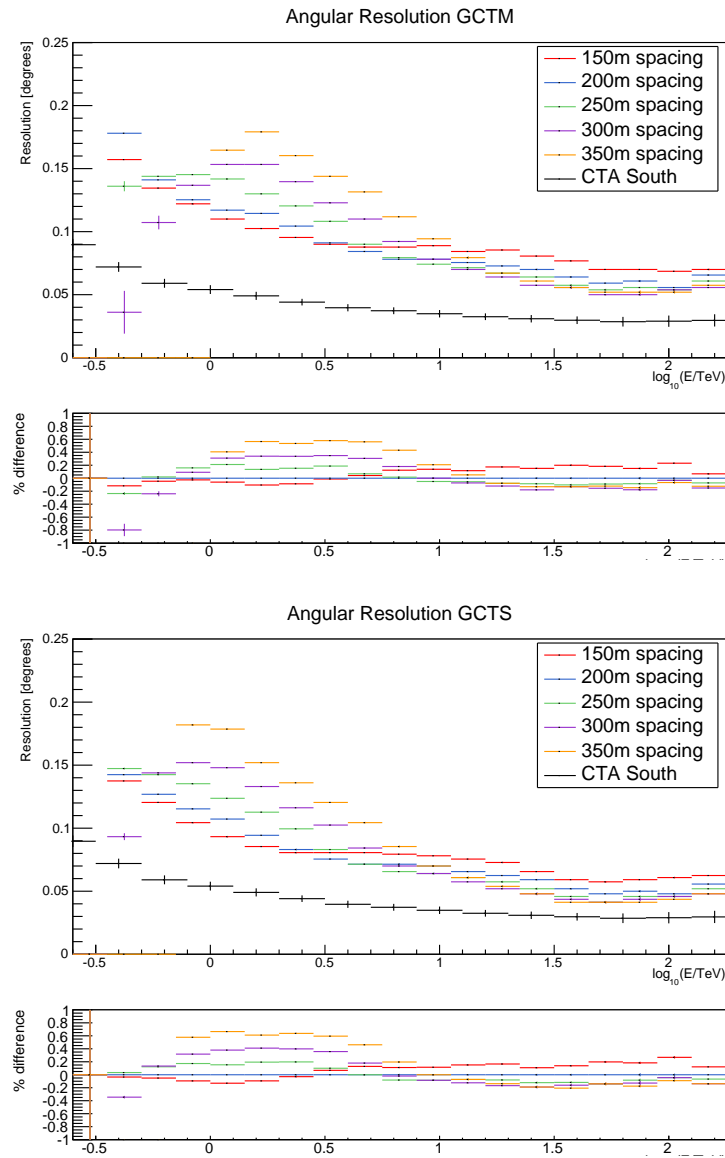 Angular Resolution GCTM
Resolution [degrees]
0.25
0.2
0.15
0.1
0.05
0
150m spacing
200m spacing
250m spacing
300m spacing
350m spacing
CTA South
-0.5 0 0.5 1 1.5 2
log10(E/TeV)
% difference
1
0.8
0.6
0.4
0.2
0
-0.2
-0.4
-0.6
-0.8
-1
-0.5 0 0.5 1 1.5 2
Angular Resolution GCTS
Resolution [degrees]
0.25
0.2
0.15
0.1
0.05
0
150m spacing
200m spacing
250m spacing
300m spacing
350m spacing
CTA South
-0.5 0 0.5 1 1.5 2
log10(E/TeV)
% difference
1
0.8
0.6
0.4
0.2
0
-0.2
-0.4
-0.6
-0.8
-1
-0.5 0 0.5 1 1.5 2